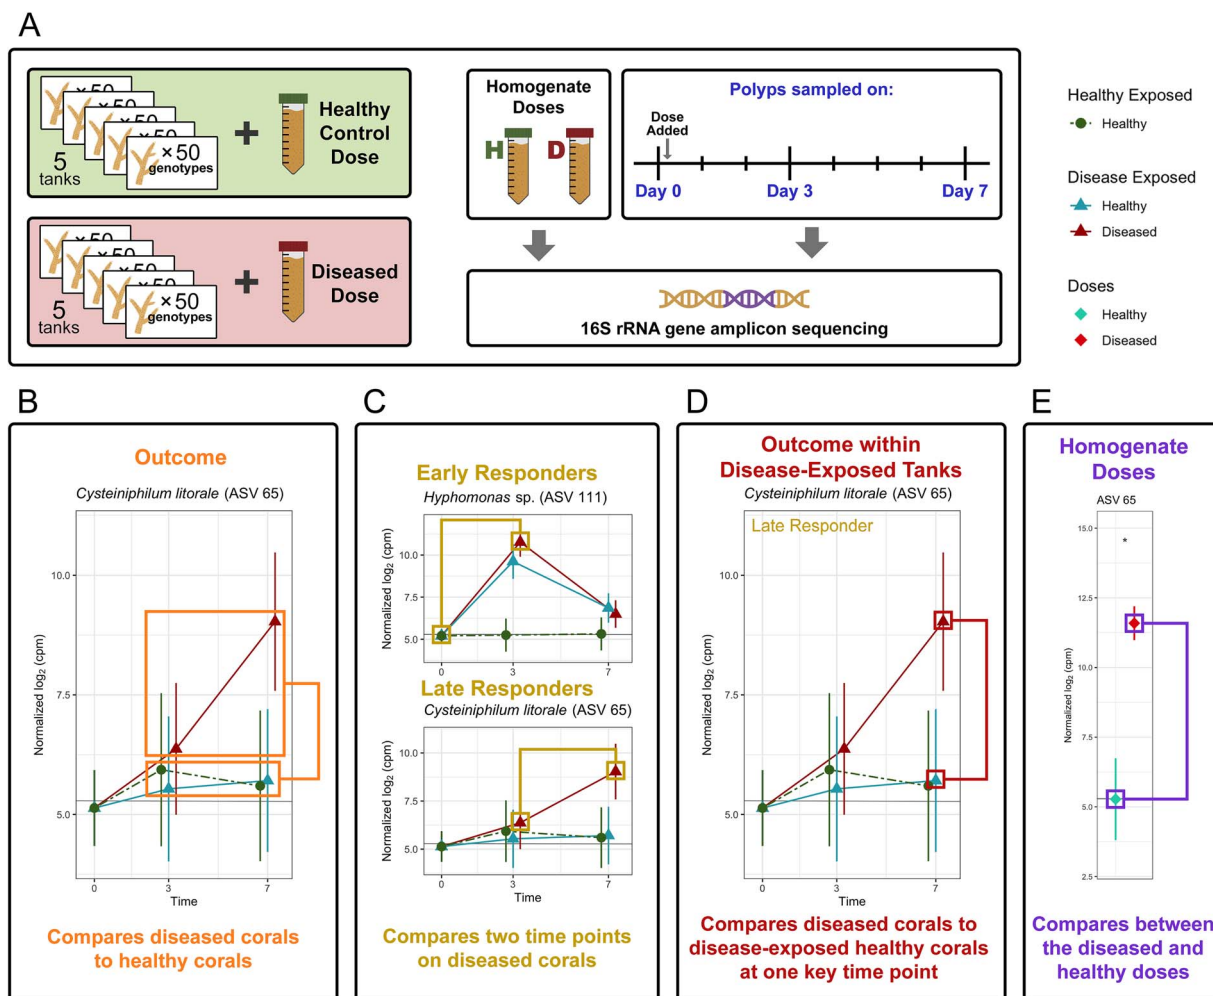 A
×50
×50
genotypes
5
tanks
+
Healthy
Control
Dose
×50
×50
genotypes
5
tanks
+
Diseased
Dose
Homogenate
Doses
H
D
Polyps sampled on:
Dose
Added
Day 0
Day 3
Day 7
16S rRNA gene amplicon sequencing
Healthy Exposed
Healthy
Disease Exposed
Healthy
Diseased
Doses
Healthy
Diseased
B
Outcome
Cysteiniphilum litorale (ASV 65)
Normalized log₂ (cpm)
10.0
7.5
5.0
0
3
7
Time
Compares diseased corals
to healthy corals
C
Early Responders
Hyphomonas sp. (ASV 111)
Normalized log₂ (cpm)
10.0
7.5
5.0
0
3
7
Late Responders
Cysteiniphilum litorale (ASV 65)
Normalized log₂ (cpm)
10.0
7.5
5.0
0
3
7
Time
Compares two time points
on diseased corals
D
Outcome within
Disease-Exposed Tanks
Cysteiniphilum litorale (ASV 65)
Late Responder
Normalized log₂ (cpm)
10.0
7.5
5.0
0
3
7
Time
Compares diseased corals to
disease-exposed healthy corals
at one key time point
E
Homogenate
Doses
ASV 65
*
Normalized log₂ (cpm)
15.0
12.5
10.0
7.5
5.0
2.5
Compares between
the diseased and
healthy doses